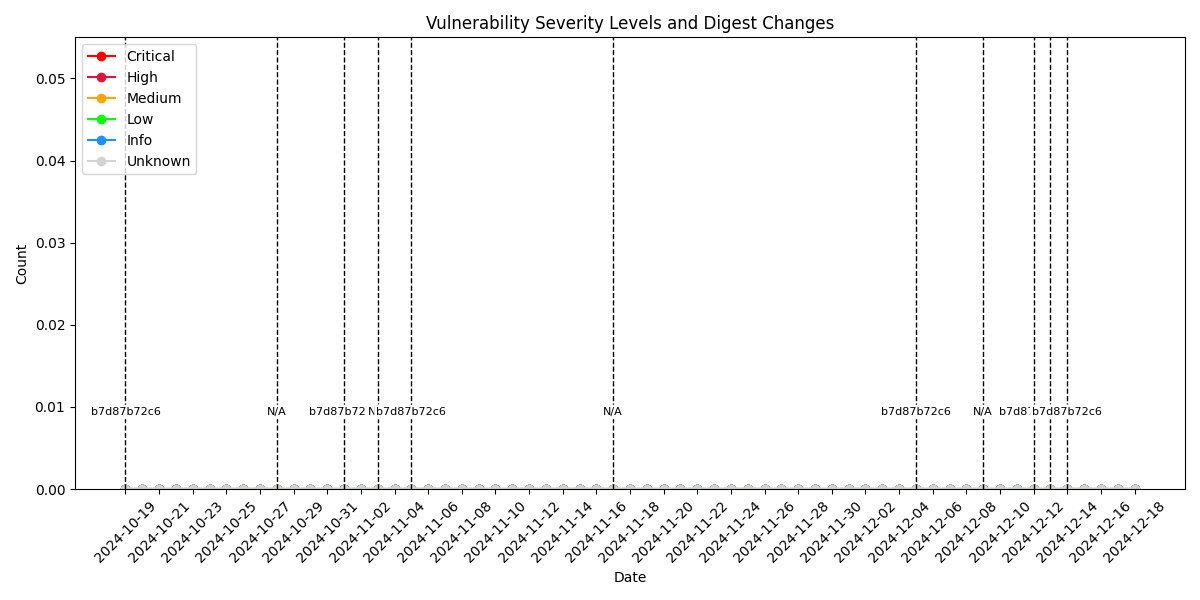 Vulnerability Severity Levels and Digest Changes
Critical
High
Medium
Low
Info
Unknown
Count
0.05
0.04
0.03
0.02
0.01
0.00
b7d87b72c6
N/A
b7d87b72
N
b7d87b72c6
N/A
b7d87b72c6
N/A
b7d87
b7d87b72c6
2024-10-19
2024-10-21
2024-10-23
2024-10-25
2024-10-27
2024-10-29
2024-10-31
2024-11-02
2024-11-04
2024-11-06
2024-11-08
2024-11-10
2024-11-12
2024-11-14
2024-11-16
2024-11-18
2024-11-20
2024-11-22
2024-11-24
2024-11-26
2024-11-28
2024-11-30
2024-12-02
2024-12-04
2024-12-06
2024-12-08
2024-12-10
2024-12-12
2024-12-14
2024-12-16
2024-12-18
Date